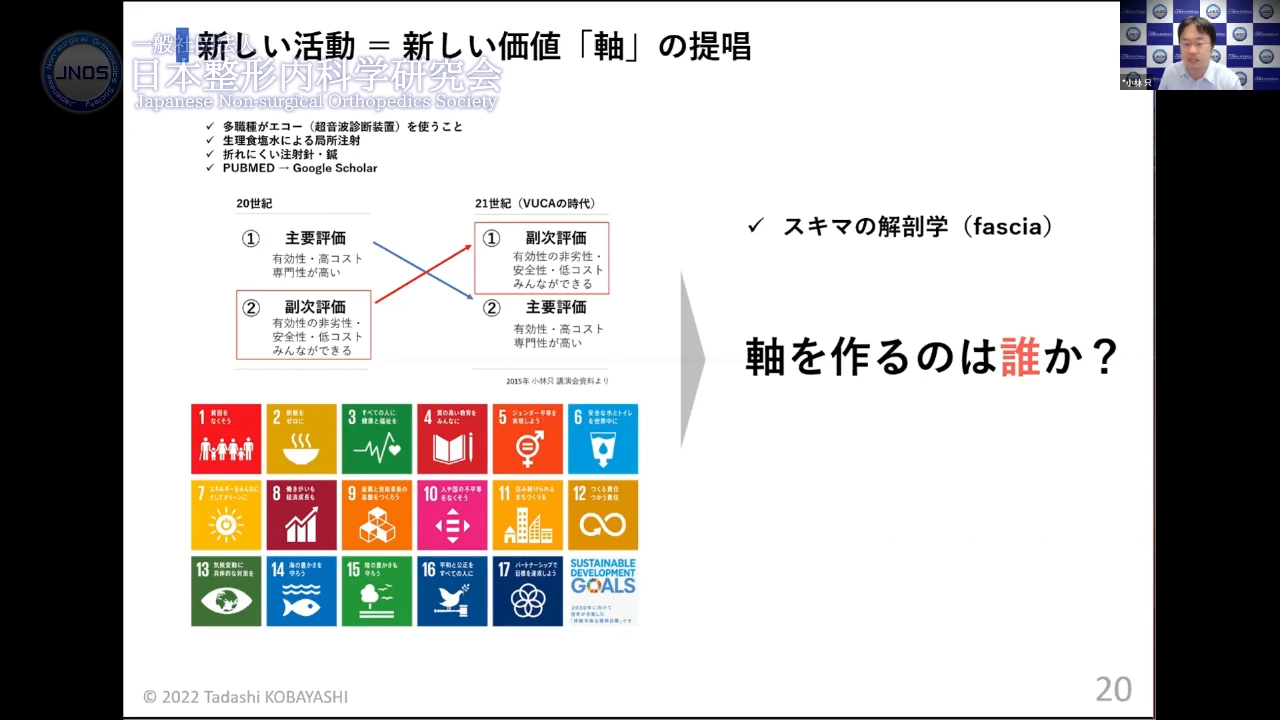 新しい活動 = 新しい価値「軸」の提唱
一般社団法人
日本整形内科学研究会
Japanese Non-surgical Orthopedics Society
JNOS
Japanese Non-surgical Orthopedics Society
小林 只
✓ 多職種がエコー（超音波診断装置）を使うこと
✓ 生理食塩水による局所注射
✓ 折れにくい注射針・鍼
✓ PUBMED → Google Scholar
20世紀
① 主要評価
有効性・高コスト
専門性が高い
② 副次評価
有効性の非劣性・
安全性・低コスト
みんなができる
21世紀（VUCAの時代）
① 副次評価
有効性の非劣性・
安全性・低コスト
みんなができる
② 主要評価
有効性・高コスト
専門性が高い
2015年 小林只 講演会資料より
✓ スキマの解剖学（fascia）
軸を作るのは誰か？
1 貧困を
なくそう
2 飢餓を
ゼロに
3 すべての人に
健康と福祉を
4 質の高い教育を
みんなに
5 ジェンダー平等を
実現しよう
6 安全な水とトイレ
を世界中に
7 エネルギーをみんなに
そしてクリーンに
8 働きがいも
経済成長も
9 産業と技術革新の
基盤をつくろう
10 人や国の不平等
をなくそう
11 住み続けられる
まちづくりを
12 つくる責任
つかう責任
13 気候変動に
具体的な対策を
14 海の豊かさを
守ろう
15 陸の豊かさも
守ろう
16 平和と公正を
すべての人に
17 パートナーシップで
目標を達成しよう
SUSTAINABLE
DEVELOPMENT
GOALS
2030年に向けて
世界が合意した
「持続可能な開発目標」です
© 2022 Tadashi KOBAYASHI
20